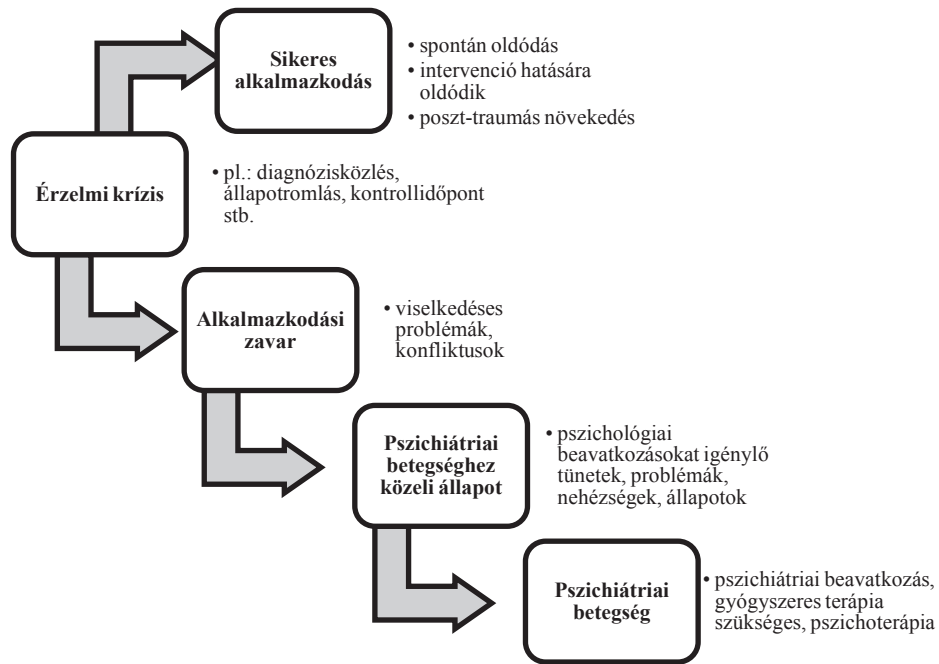 Sikeres
alkalmazkodás
• spontán oldódás
• intervenció hatására
oldódik
• poszt-traumás növekedés
Érzelmi krízis
• pl.: diagnózisközlés,
állapotromlás, kontrollidőpont
stb.
Alkalmazkodási
zavar
• viselkedéses
problémák,
konfliktusok
Pszichiátriai
betegséghez
közeli állapot
• pszichológiai
beavatkozásokat igénylő
tünetek, problémák,
nehézségek, állapotok
Pszichiátriai
betegség
• pszichiátriai beavatkozás,
gyógyszeres terápia
szükséges, pszichoterápia